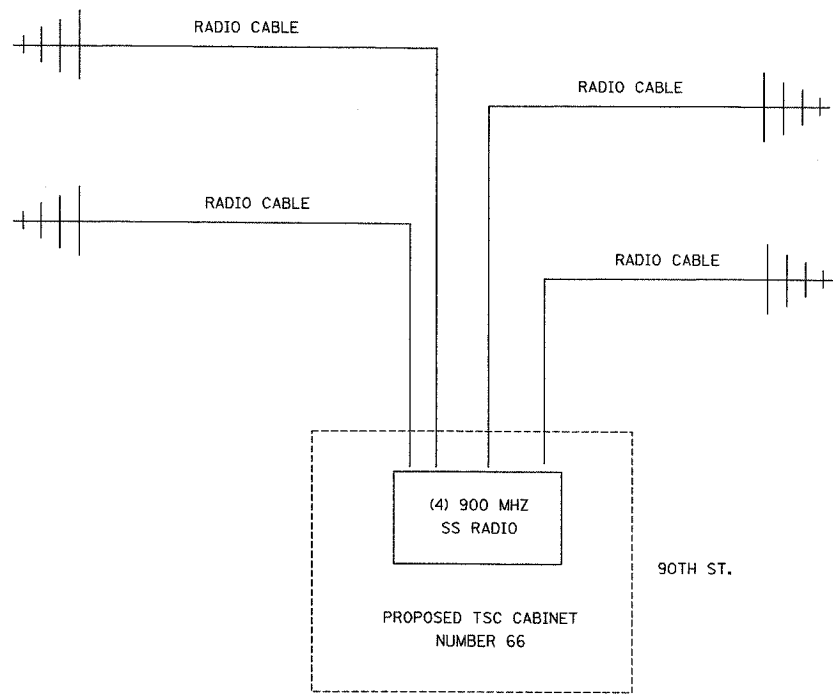 RADIO CABLE
RADIO CABLE
RADIO CABLE
RADIO CABLE
(4) 900 MHZ
SS RADIO
90TH ST.
PROPOSED TSC CABINET
NUMBER 66